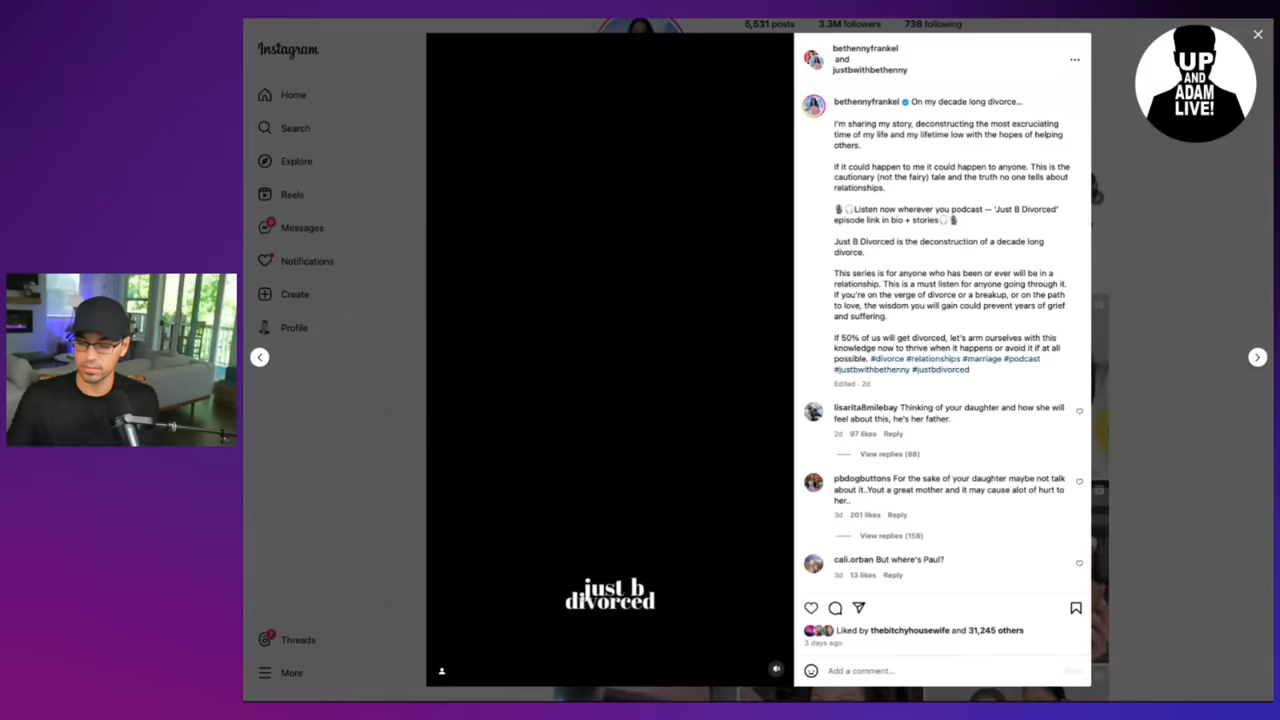 5,531 posts 3.3M followers 738 following
Instagram
Home
Search
Explore
Reels
Messages
Notifications
Create
Profile
Threads
More
UP
AND
ADAM
LIVE!
just b
divorced
bethennyfrankel
and
justbwithbethenny
bethennyfrankel On my decade long divorce...
I'm sharing my story, deconstructing the most excruciating
time of my life and my lifetime low with the hopes of helping
others.
If it could happen to me it could happen to anyone. This is the
cautionary (not the fairy) tale and the truth no one tells about
relationships.
🎙️🎧Listen now wherever you podcast — 'Just B Divorced'
episode link in bio + stories🎧🎙️
Just B Divorced is the deconstruction of a decade long
divorce.
This series is for anyone who has been or ever will be in a
relationship. This is a must listen for anyone going through it.
If you're on the verge of divorce or a breakup, or on the path
to love, the wisdom you will gain could prevent years of grief
and suffering.
If 50% of us will get divorced, let's arm ourselves with this
knowledge now to thrive when it happens or avoid it if at all
possible. #divorce #relationships #marriage #podcast
#justbwithbethenny #justbdivorced
Edited · 2d
lisarita8milebay Thinking of your daughter and how she will
feel about this, he's her father.
2d 97 likes Reply
View replies (88)
pbdogbuttons For the sake of your daughter maybe not talk
about it..Yout a great mother and it may cause alot of hurt to
her..
3d 201 likes Reply
View replies (158)
cali.orban But where's Paul?
3d 13 likes Reply
Liked by thebitchyhousewife and 31,245 others
3 days ago
Add a comment...